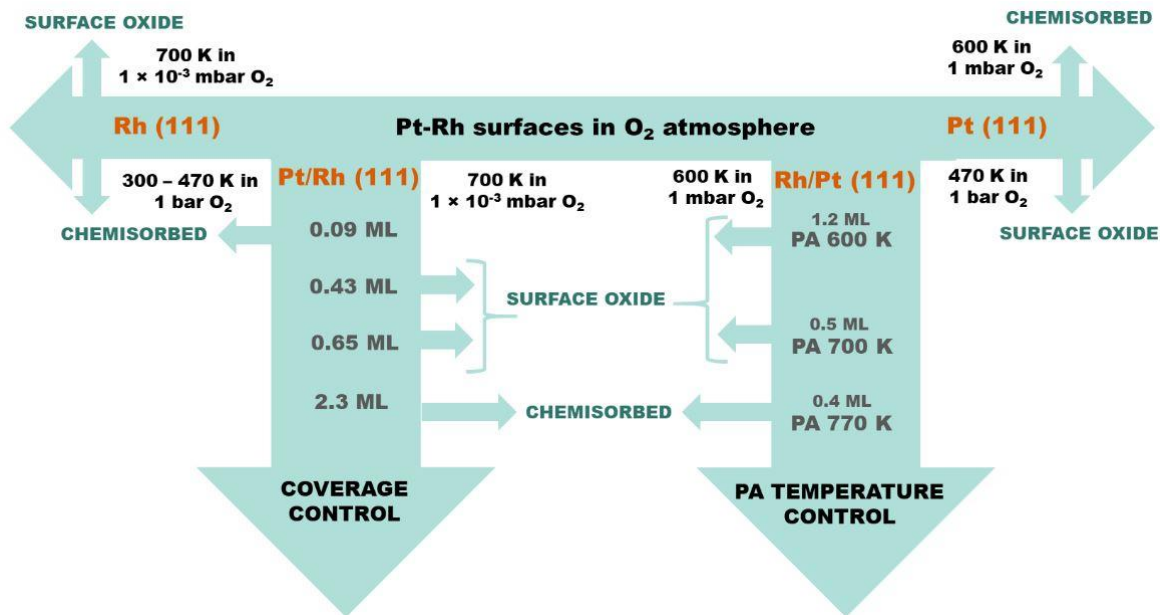 SURFACE OXIDE
700 K in
1 × 10⁻³ mbar O₂
CHEMISORBED
600 K in
1 mbar O₂
Rh (111)
Pt-Rh surfaces in O₂ atmosphere
Pt (111)
300 – 470 K in
1 bar O₂
CHEMISORBED
Pt/Rh (111)
700 K in
1 × 10⁻³ mbar O₂
600 K in
1 mbar O₂
Rh/Pt (111)
470 K in
1 bar O₂
SURFACE OXIDE
0.09 ML
0.43 ML
0.65 ML
2.3 ML
SURFACE OXIDE
CHEMISORBED
1.2 ML
PA 600 K
0.5 ML
PA 700 K
0.4 ML
PA 770 K
COVERAGE
CONTROL
PA TEMPERATURE
CONTROL